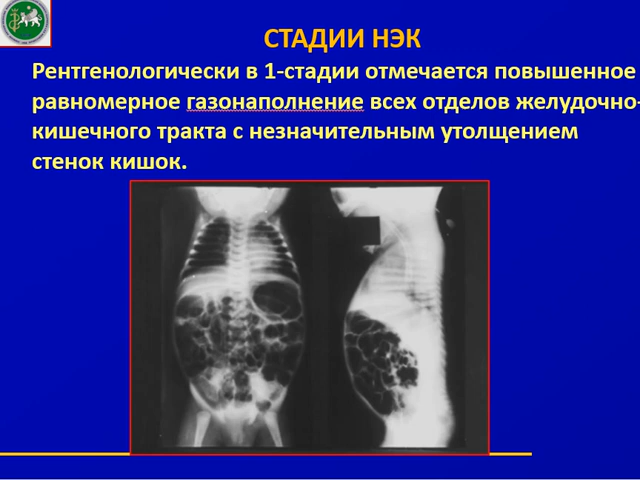 СТАДИИ НЭК
Рентгенологически в 1-стадии отмечается повышенное
равномерное газонаполнение всех отделов желудочно-
кишечного тракта с незначительным утолщением
стенок кишок.